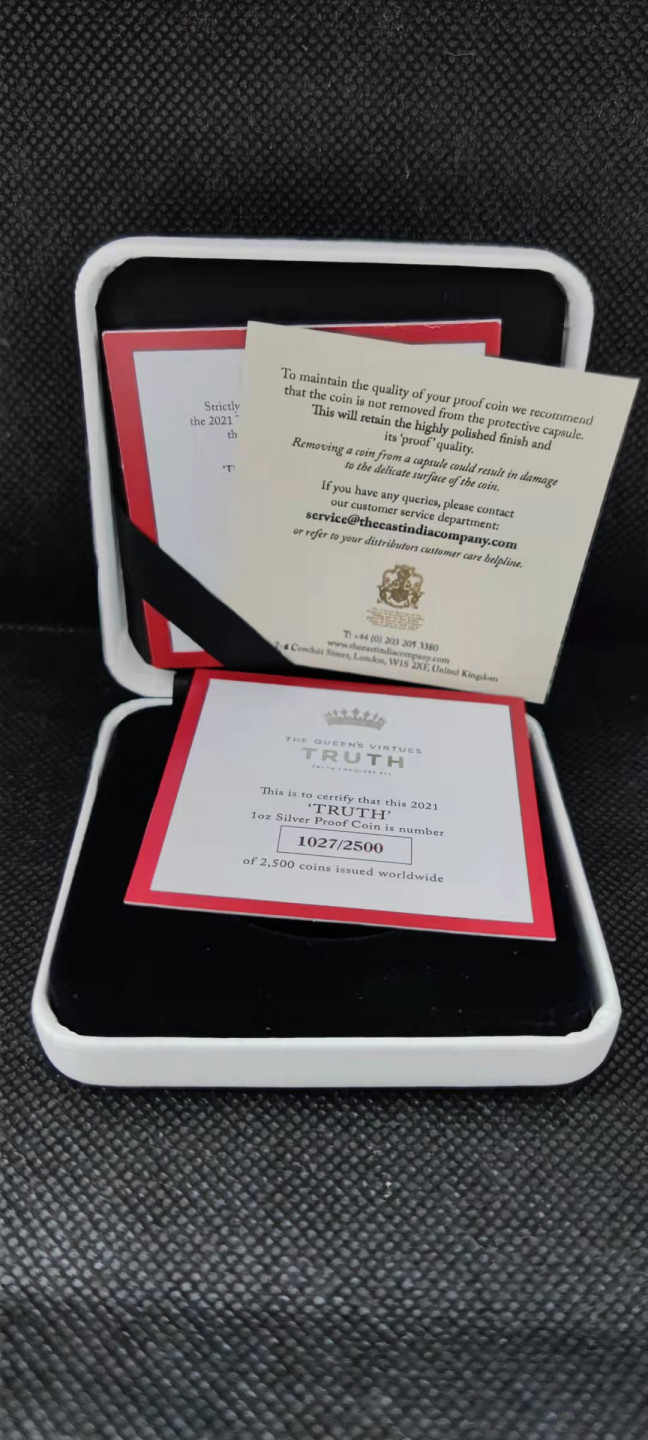 Strictly
the 2021
th
'T
To maintain the quality of your proof coin we recommend
that the coin is not removed from the protective capsule.
This will retain the highly polished finish and
its 'proof' quality.
Removing a coin from a capsule could result in damage
to the delicate surface of the coin.
If you have any queries, please contact
our customer service department:
service@theeastindiacompany.com
or refer to your distributors customer care helpline.
T: +44 (0) 203 205 3380
www.theeastindiacompany.com
7-8 Conduit Street, London, W1S 2XF, United Kingdom
THE QUEEN'S VIRTUES
TRUTH
This is to certify that this 2021
'TRUTH'
1oz Silver Proof Coin is number
1027/2500
of 2,500 coins issued worldwide